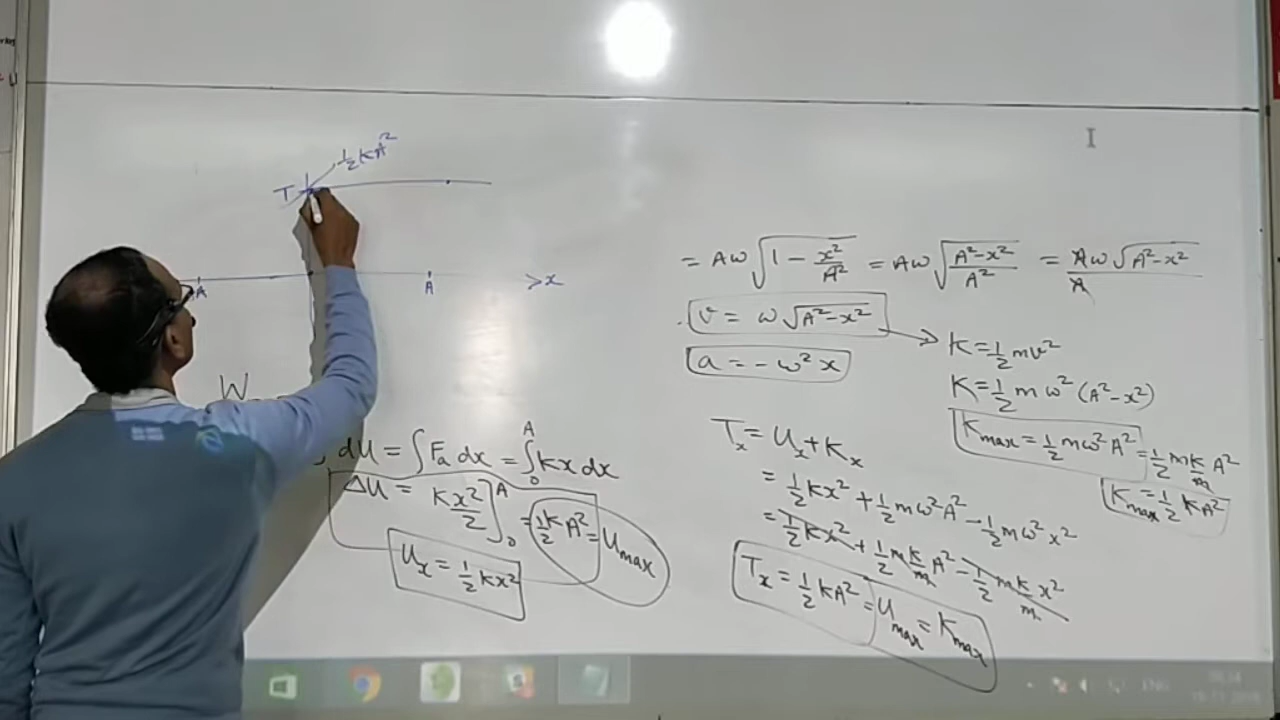 ½KA²
T
A A >x
W
dU = ∫Fₐ dx = ∫₀ᴬ Kx dx
ΔU = Kx²/2]₀ᴬ = ½KA² = Umax
Uₓ = ½Kx²
= Aω√(1 − x²/A²) = Aω√((A²−x²)/A²) = Aω√(A²−x²)/A
v = ω√(A²−x²)
a = −ω²x
K = ½mv²
K = ½mω²(A²−x²)
Kmax = ½mω²A² = ½m K/m A²
Kmax = ½KA²
Tₓ = Uₓ + Kₓ
= ½Kx² + ½mω²A² − ½mω²x²
= ½Kx² + ½m K/m A² − ½m K/m x²
Tₓ = ½KA² = Umax = Kmax